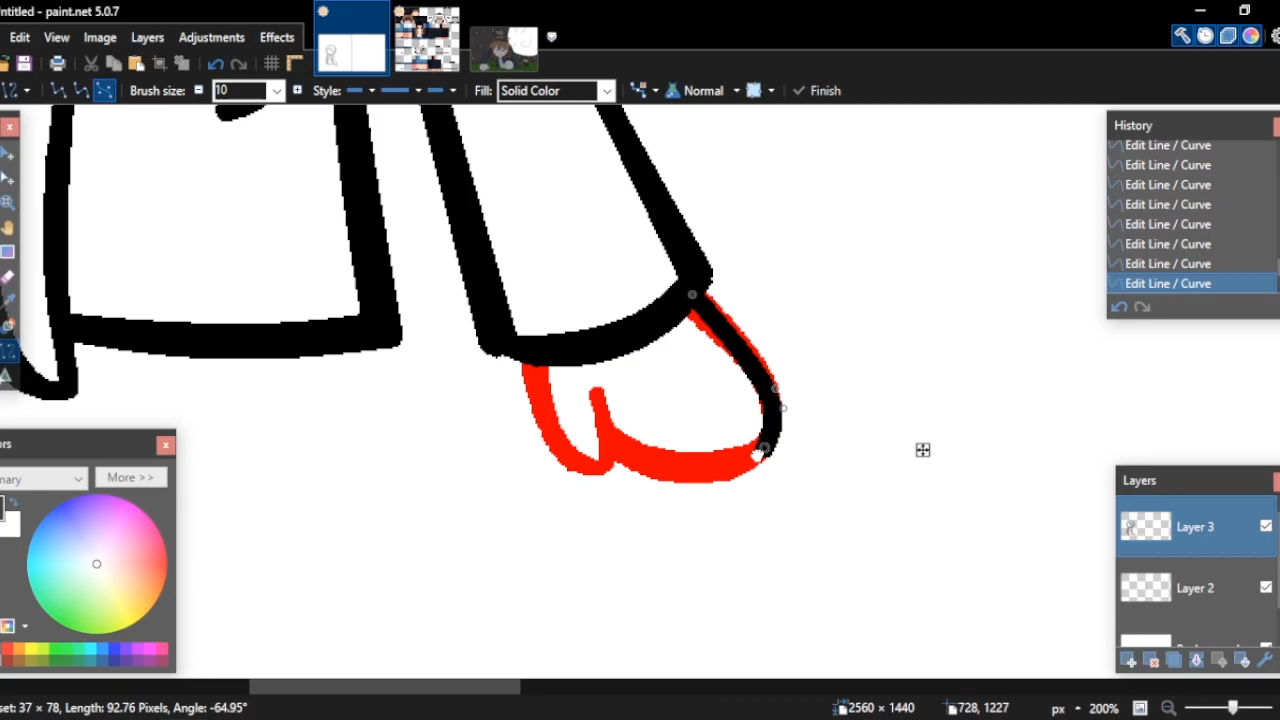 ntitled - paint.net 5.0.7
Edit View Image Layers Adjustments Effects
Brush size: 10 Style: Fill: Solid Color Normal Finish
History
Edit Line / Curve
Edit Line / Curve
Edit Line / Curve
Edit Line / Curve
Edit Line / Curve
Edit Line / Curve
Edit Line / Curve
Edit Line / Curve
ors
mary More >>
Layers
Layer 3
Layer 2
set: 37 × 78, Length: 92.76 Pixels, Angle: -64.95° 2560 × 1440 728, 1227 px 200%